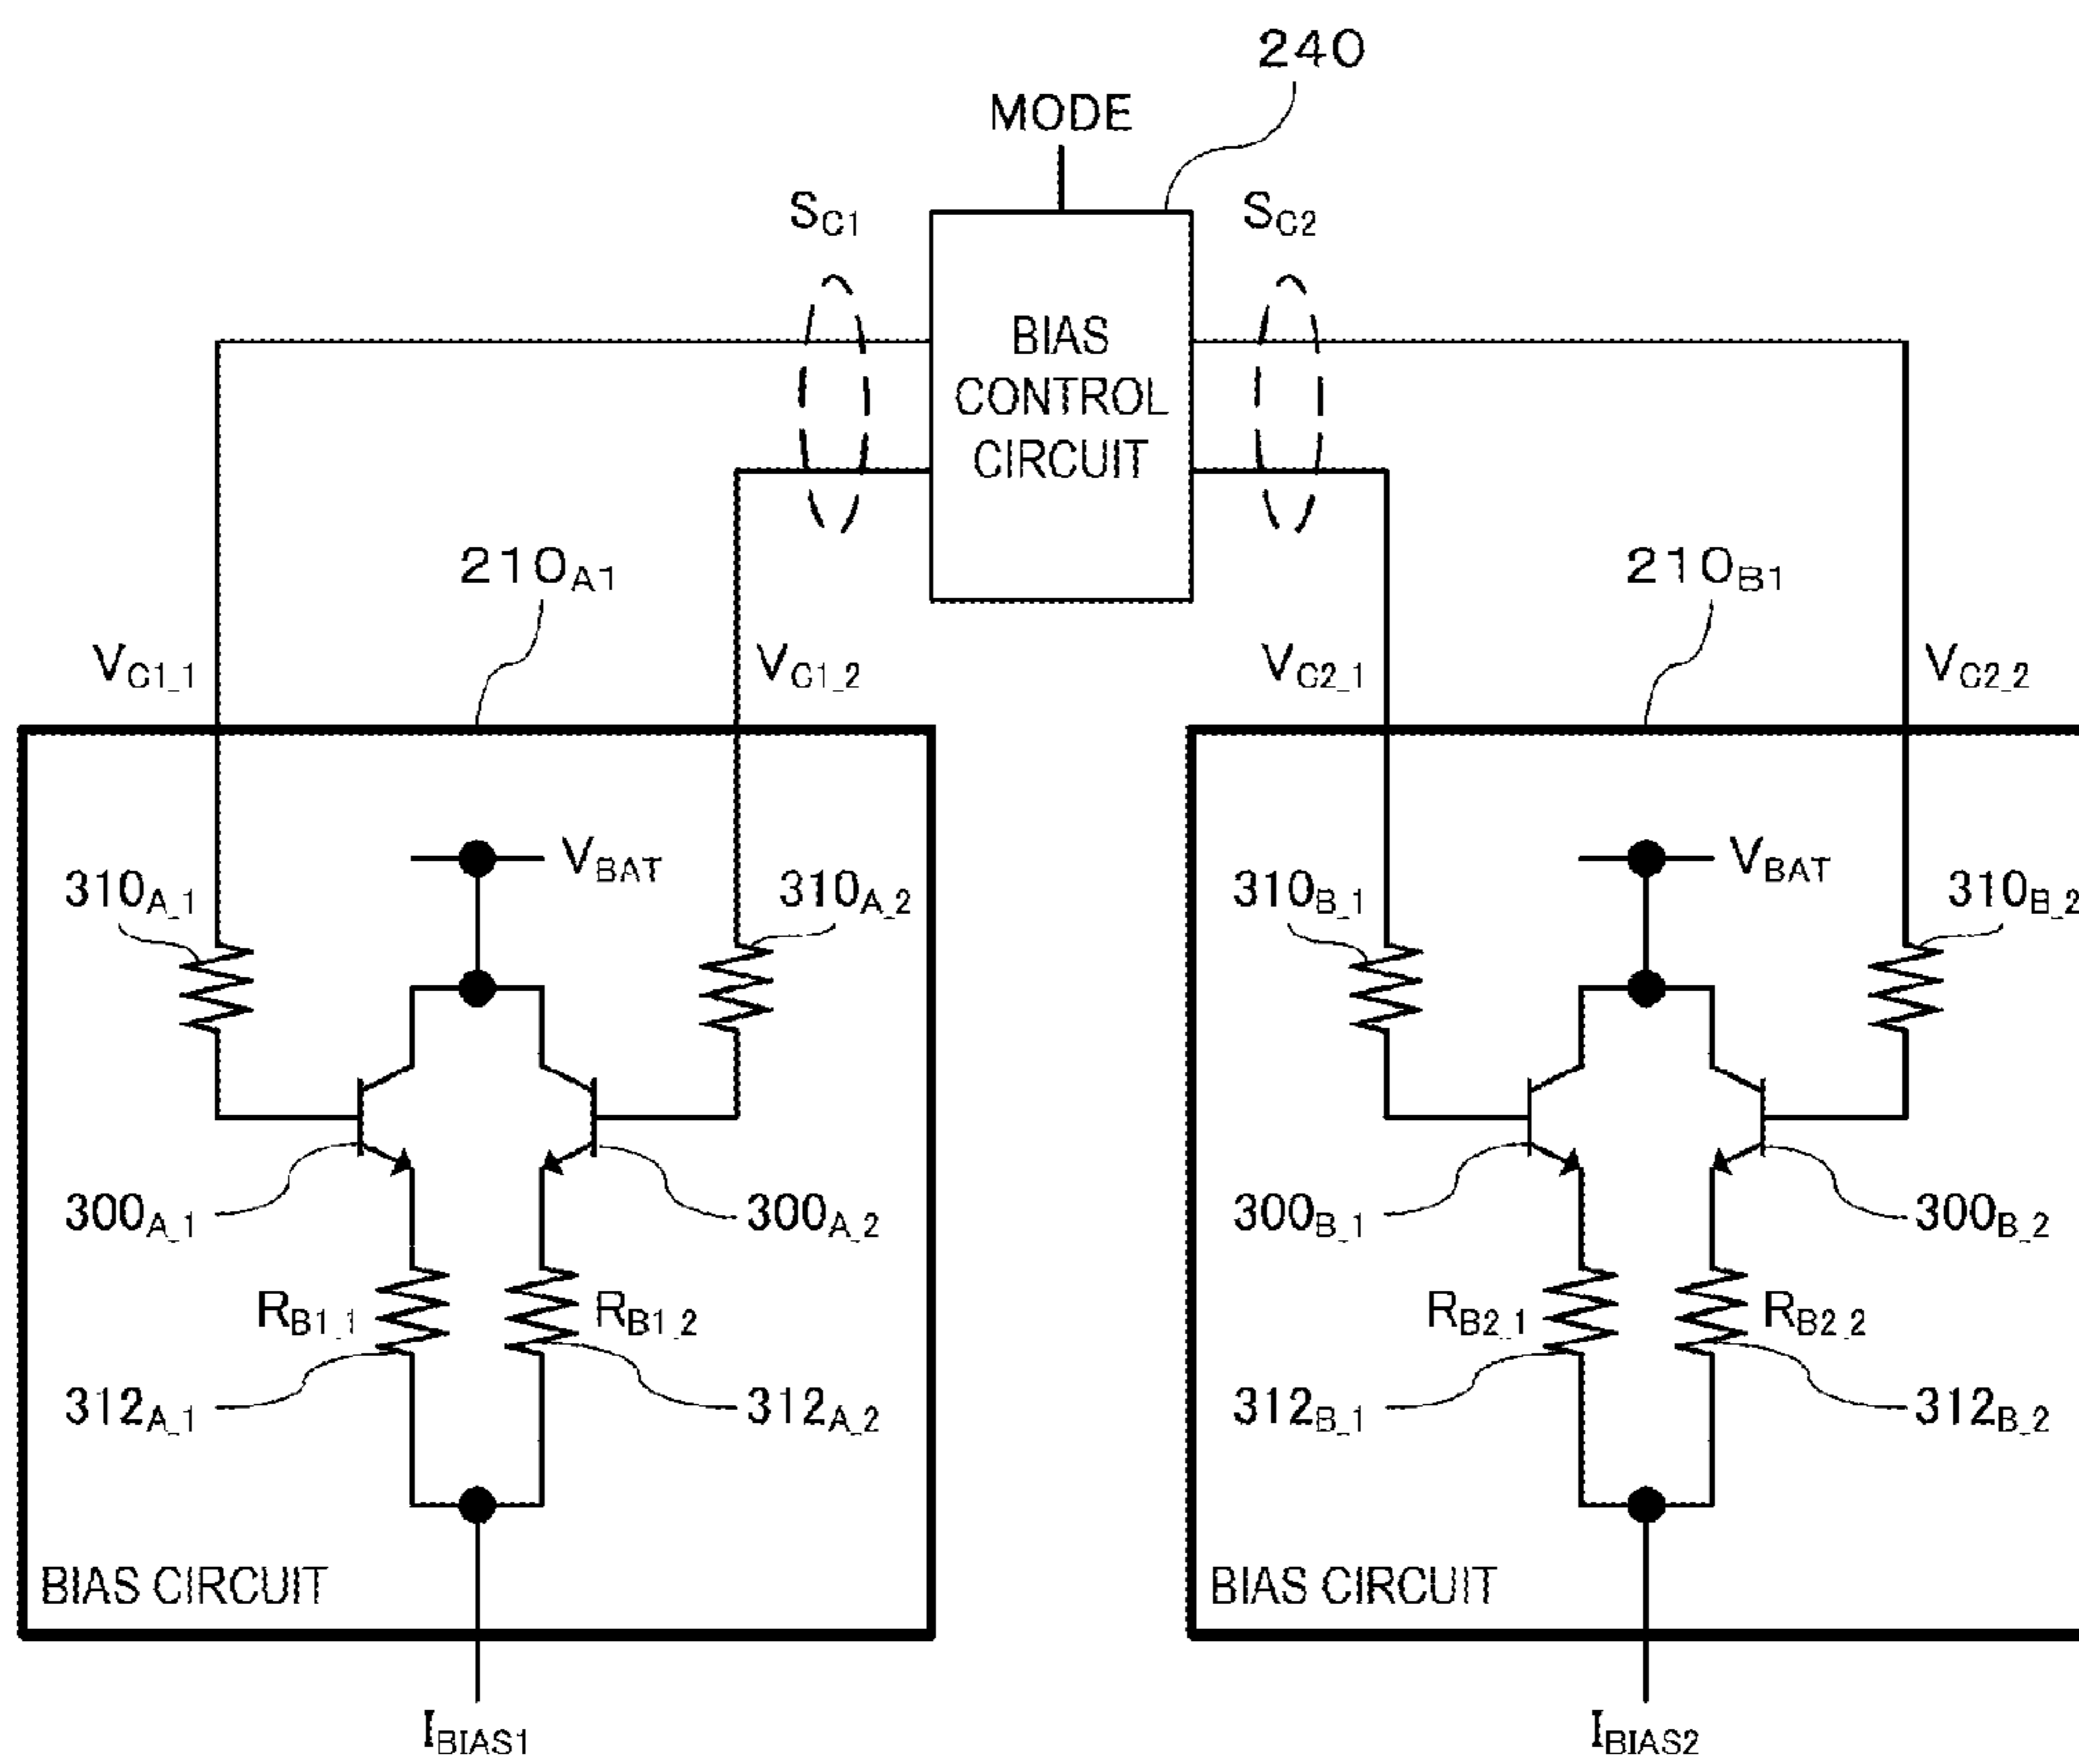 240
MODE
SC1
SC2
BIAS
CONTROL
CIRCUIT
210A1
210B1
VC1_1
VC1_2
VC2_1
VC2_2
VBAT
VBAT
310A_1
310A_2
310B_1
310B_2
300A_1
300A_2
300B_1
300B_2
RB1_1
RB1_2
RB2_1
RB2_2
312A_1
312A_2
312B_1
312B_2
BIAS CIRCUIT
BIAS CIRCUIT
IBIAS1
IBIAS2